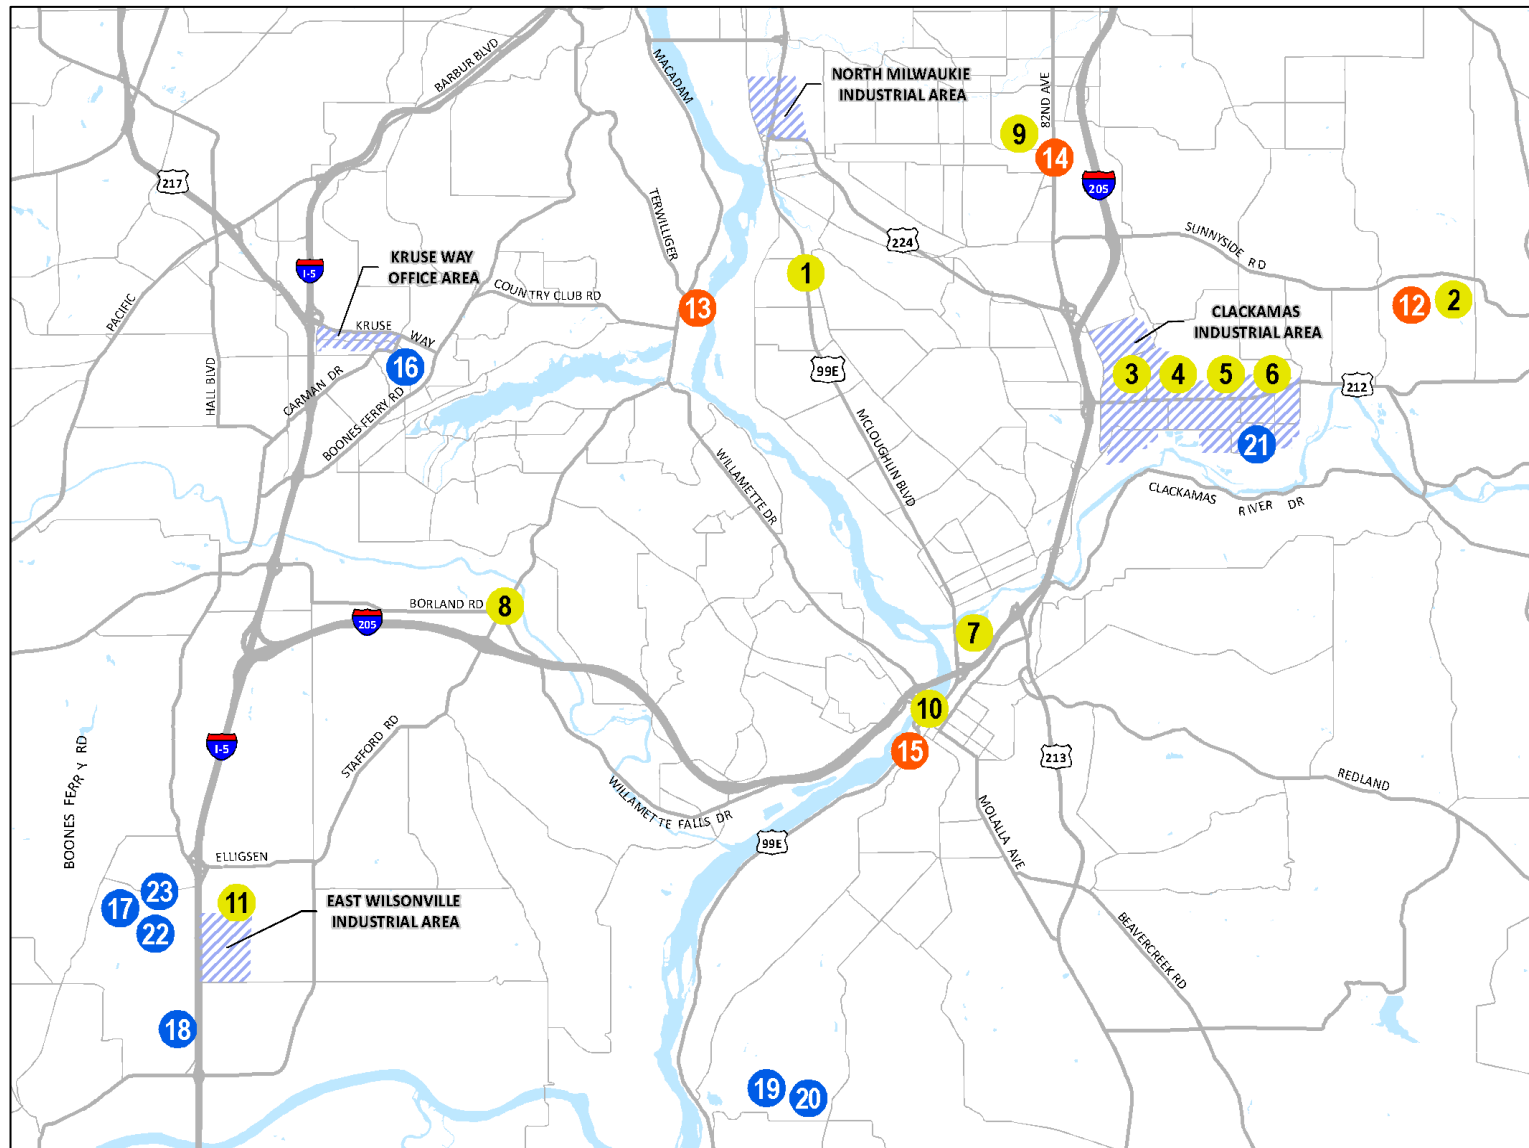 BARBUR BLVD
MACADAM
NORTH MILWAUKIE
INDUSTRIAL AREA
82ND AVE
9
14
217
205
TERWILLIGER
224
SUNNYSIDE RD
KRUSE WAY
OFFICE AREA
I-5
1
COUNTRY CLUB RD
13
12
2
PACIFIC
CLACKAMAS
INDUSTRIAL AREA
KRUSE WAY
16
99E
3
4
5
6
212
HALL BLVD
CARMAN DR
BOONES FERRY RD
MCLOUGHLIN BLVD
21
WILLAMETTE DR
CLACKAMAS RIVER DR
BORLAND RD
8
205
7
10
15
STAFFORD RD
I-5
BOONES FERRY RD
213
REDLAND
WILLAMETTE FALLS DR
MOLALLA AVE
99E
ELLIGSEN
23
17
22
11
EAST WILSONVILLE
INDUSTRIAL AREA
BEAVERCREEK RD
18
19
20